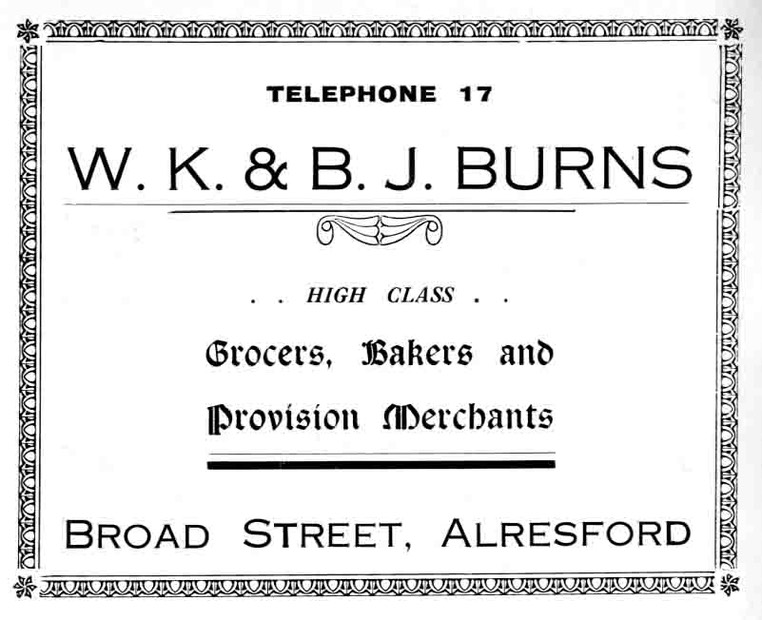 TELEPHONE 17
W. K. & B. J. BURNS
. . HIGH CLASS . .
Grocers, Bakers and
Provision Merchants
BROAD STREET, ALRESFORD